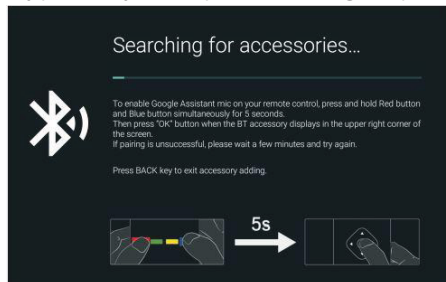 Searching for accessories...
To enable Google Assistant mic on your remote control, press and hold Red button
and Blue button simultaneously for 5 seconds.
Then press "OK" button when the BT accessory displays in the upper right corner of
the screen.
If pairing is unsuccessful, please wait a few minutes and try again.
Press BACK key to exit accessory adding.
5s